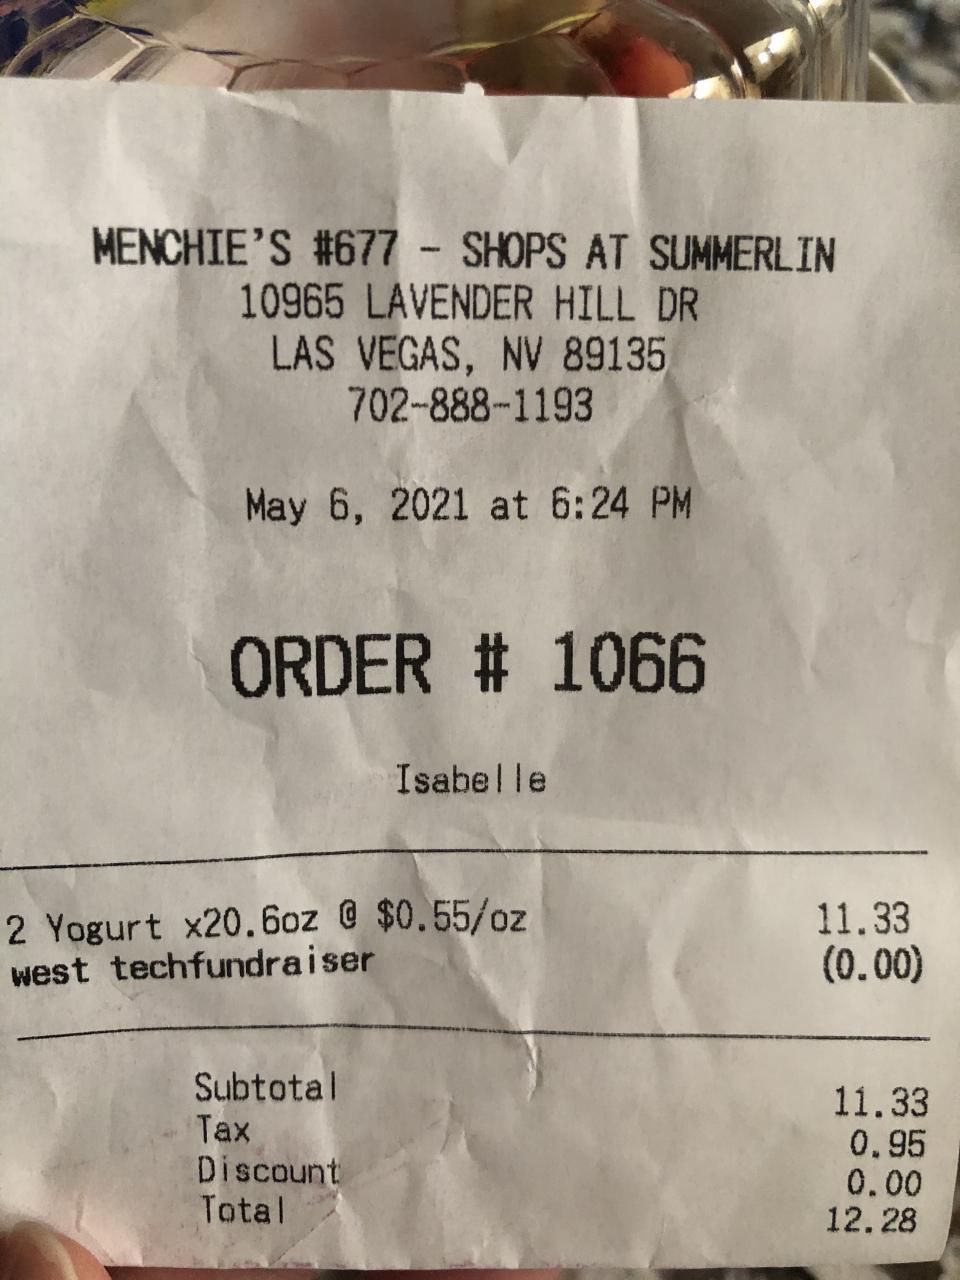 MENCHIE'S #677 - SHOPS AT SUMMERLIN
10965 LAVENDER HILL DR
LAS VEGAS, NV 89135
702-888-1193
May 6, 2021 at 6:24 PM
ORDER # 1066
Isabelle
2 Yogurt x20.6oz @ $0.55/oz 11.33
west techfundraiser (0.00)
Subtotal 11.33
Tax 0.95
Discount 0.00
Total 12.28